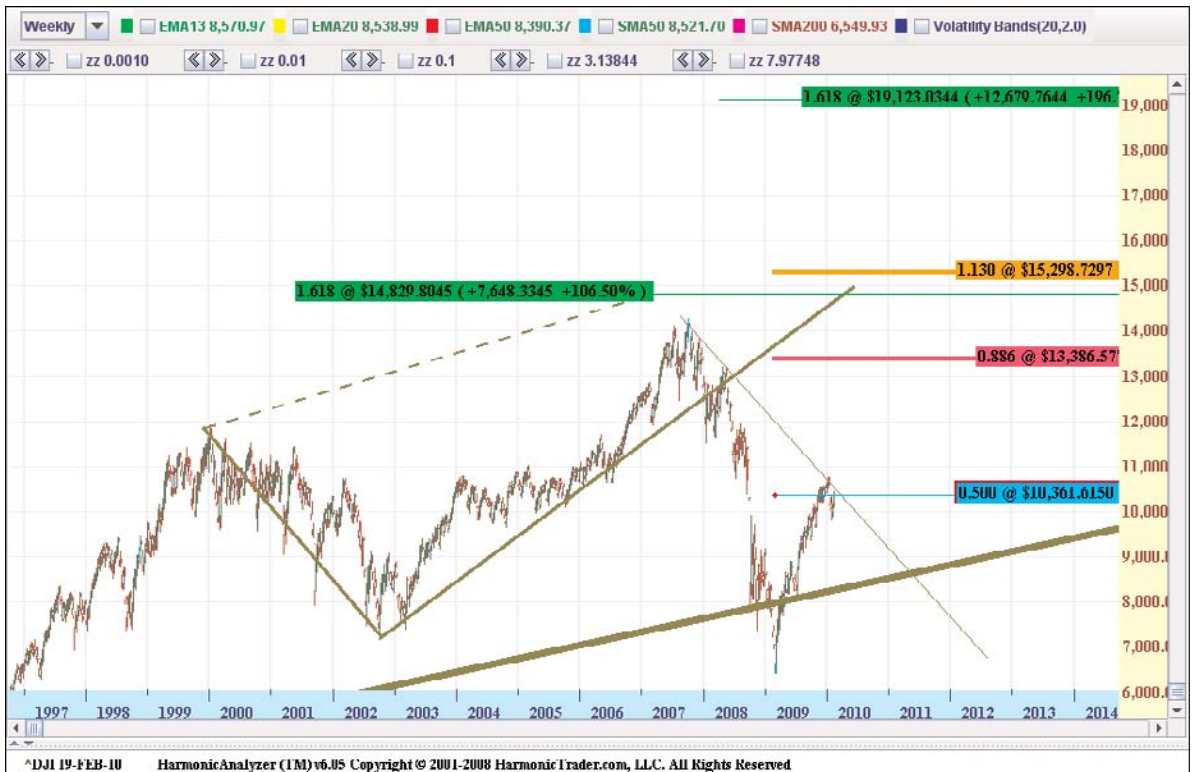 Weekly EMA13 8,570.97 EMA20 8,538.99 EMA50 8,390.37 SMA50 8,521.70 SMA200 6,549.93 Volatility Bands(20,2.0)
zz 0.0010 zz 0.01 zz 0.1 zz 3.13844 zz 7.97748
1.618 @ $19,123.0344 ( +12,679.7644 +196.
19,000
18,000
17,000
16,000
1.130 @ $15,298.7297
1.618 @ $14,829.8045 ( +7,648.3345 +106.50% )
15,000
14,000
0.886 @ $13,386.57
13,000
12,000
11,000
0.500 @ $10,361.6150
10,000
9,000.
8,000.
7,000.
6,000.
1997 1998 1999 2000 2001 2002 2003 2004 2005 2006 2007 2008 2009 2010 2011 2012 2013 2014
^DJI 19-FEB-10 HarmonicAnalyzer (TM) v6.05 Copyright © 2001-2008 HarmonicTrader.com, LLC. All Rights Reserved